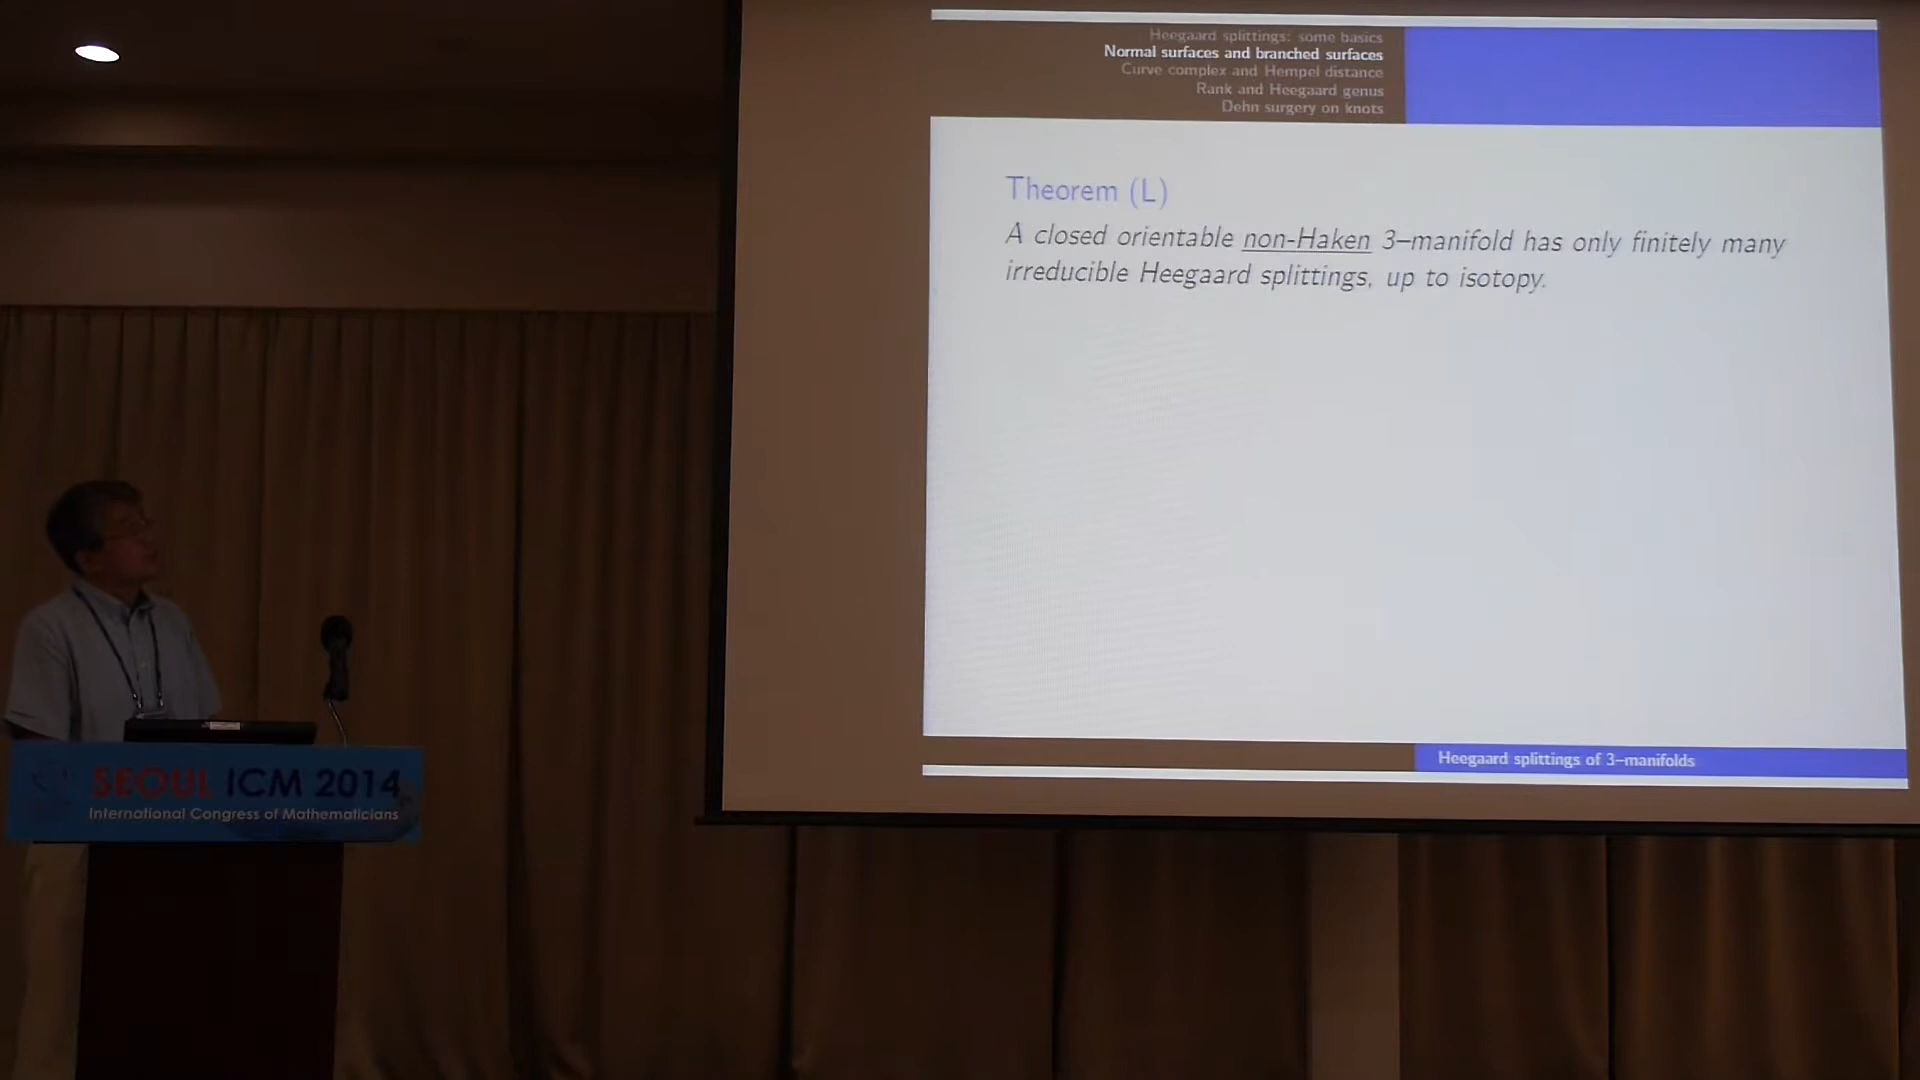 Heegaard splittings: some basics
Normal surfaces and branched surfaces
Curve complex and Hempel distance
Rank and Heegaard genus
Dehn surgery on knots
Theorem (L)
A closed orientable non-Haken 3–manifold has only finitely many
irreducible Heegaard splittings, up to isotopy.
Heegaard splittings of 3–manifolds
SEOUL ICM 2014
International Congress of Mathematicians